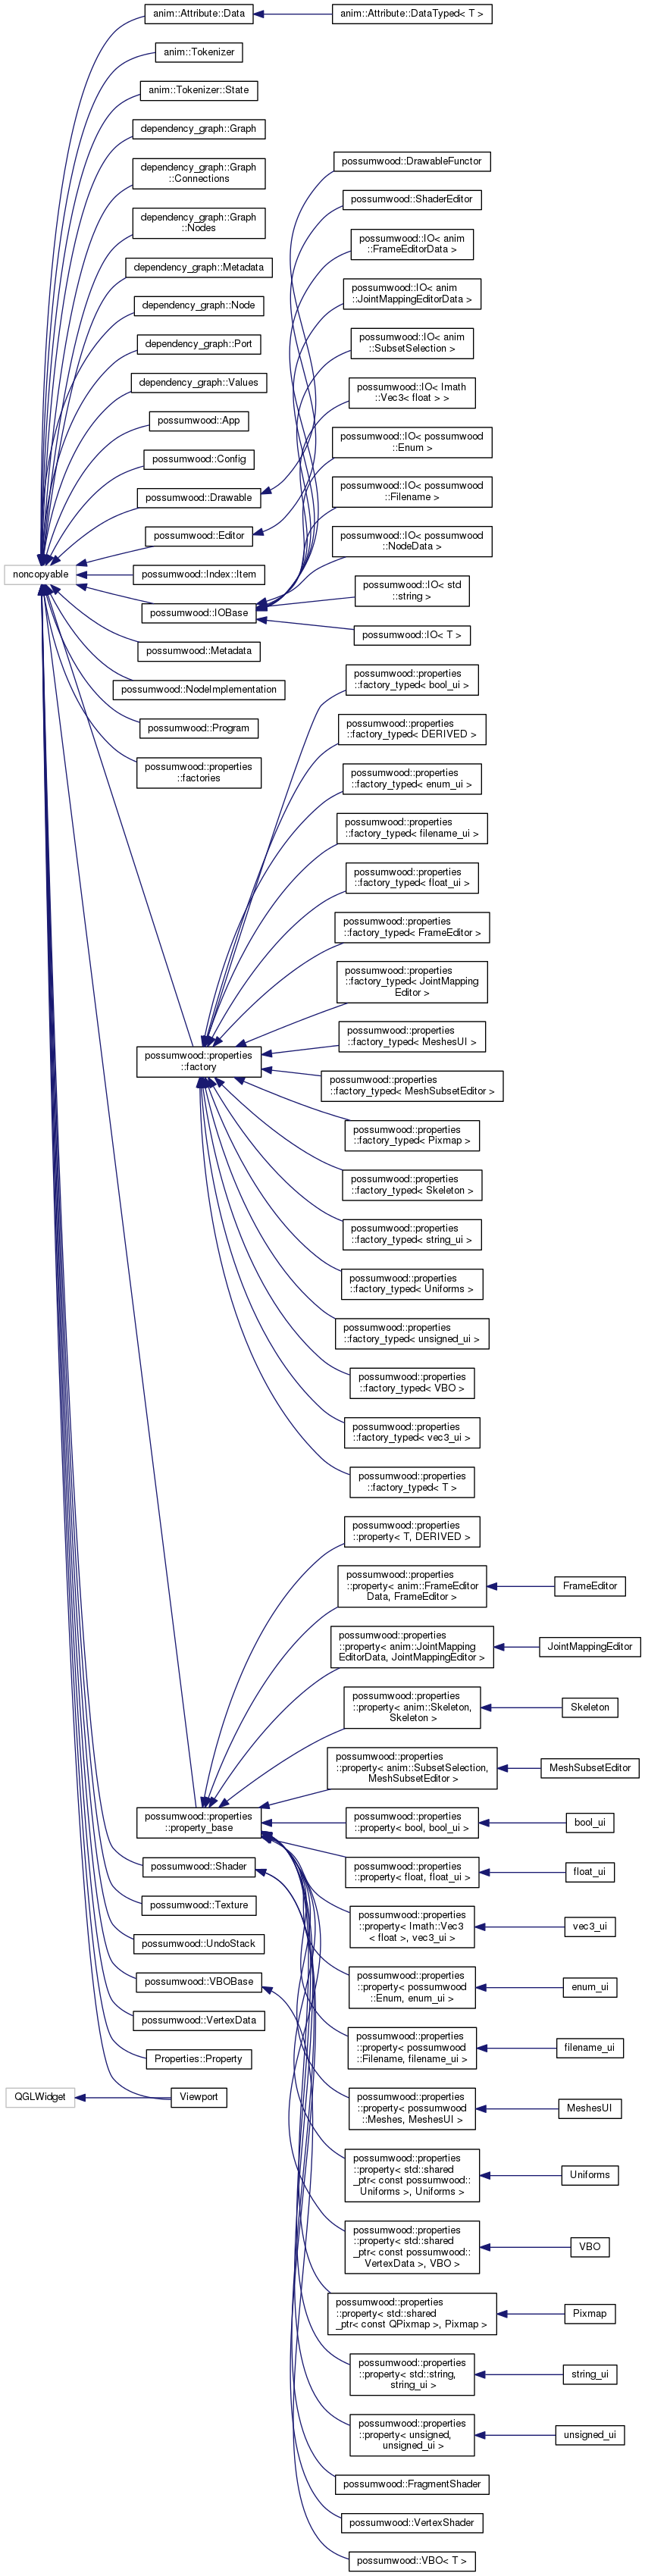 anim::Attribute::Data
anim::Attribute::DataTyped< T >
anim::Tokenizer
anim::Tokenizer::State
dependency_graph::Graph
dependency_graph::Graph
::Connections
dependency_graph::Graph
::Nodes
dependency_graph::Metadata
dependency_graph::Node
dependency_graph::Port
dependency_graph::Values
possumwood::App
possumwood::Config
possumwood::Drawable
possumwood::Editor
noncopyable
possumwood::Index::Item
possumwood::IOBase
possumwood::Metadata
possumwood::NodeImplementation
possumwood::Program
possumwood::properties
::factories
possumwood::DrawableFunctor
possumwood::ShaderEditor
possumwood::IO< anim
::FrameEditorData >
possumwood::IO< anim
::JointMappingEditorData >
possumwood::IO< anim
::SubsetSelection >
possumwood::IO< Imath
::Vec3< float > >
possumwood::IO< possumwood
::Enum >
possumwood::IO< possumwood
::Filename >
possumwood::IO< possumwood
::NodeData >
possumwood::IO< std
::string >
possumwood::IO< T >
possumwood::properties
::factory
possumwood::properties
::factory_typed< bool_ui >
possumwood::properties
::factory_typed< DERIVED >
possumwood::properties
::factory_typed< enum_ui >
possumwood::properties
::factory_typed< filename_ui >
possumwood::properties
::factory_typed< float_ui >
possumwood::properties
::factory_typed< FrameEditor >
possumwood::properties
::factory_typed< JointMapping
Editor >
possumwood::properties
::factory_typed< MeshesUI >
possumwood::properties
::factory_typed< MeshSubsetEditor >
possumwood::properties
::factory_typed< Pixmap >
possumwood::properties
::factory_typed< Skeleton >
possumwood::properties
::factory_typed< string_ui >
possumwood::properties
::factory_typed< Uniforms >
possumwood::properties
::factory_typed< unsigned_ui >
possumwood::properties
::factory_typed< VBO >
possumwood::properties
::factory_typed< vec3_ui >
possumwood::properties
::factory_typed< T >
possumwood::properties
::property_base
possumwood::Shader
possumwood::Texture
possumwood::UndoStack
possumwood::VBOBase
possumwood::VertexData
Properties::Property
QGLWidget
Viewport
possumwood::properties
::property< T, DERIVED >
possumwood::properties
::property< anim::FrameEditor
Data, FrameEditor >
FrameEditor
possumwood::properties
::property< anim::JointMapping
EditorData, JointMappingEditor >
JointMappingEditor
possumwood::properties
::property< anim::Skeleton,
Skeleton >
Skeleton
possumwood::properties
::property< anim::SubsetSelection,
MeshSubsetEditor >
MeshSubsetEditor
possumwood::properties
::property< bool, bool_ui >
bool_ui
possumwood::properties
::property< float, float_ui >
float_ui
possumwood::properties
::property< Imath::Vec3
< float >, vec3_ui >
vec3_ui
possumwood::properties
::property< possumwood
::Enum, enum_ui >
enum_ui
possumwood::properties
::property< possumwood
::Filename, filename_ui >
filename_ui
possumwood::properties
::property< possumwood
::Meshes, MeshesUI >
MeshesUI
possumwood::properties
::property< std::shared
_ptr< const possumwood::
Uniforms >, Uniforms >
Uniforms
possumwood::properties
::property< std::shared
_ptr< const possumwood::
VertexData >, VBO >
VBO
possumwood::properties
::property< std::shared
_ptr< const QPixmap >, Pixmap >
Pixmap
possumwood::properties
::property< std::string,
string_ui >
string_ui
possumwood::properties
::property< unsigned,
unsigned_ui >
unsigned_ui
possumwood::FragmentShader
possumwood::VertexShader
possumwood::VBO< T >